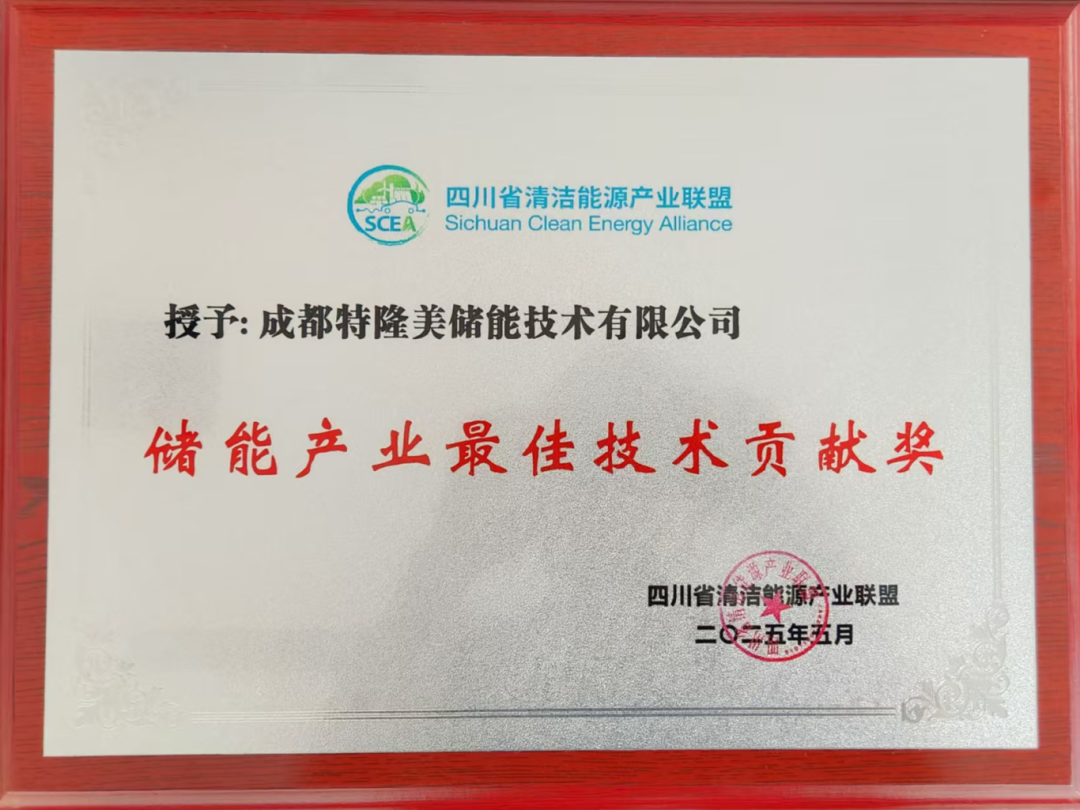 SCEA
四川省清洁能源产业联盟
Sichuan Clean Energy Alliance
授予: 成都特隆美储能技术有限公司
储能产业最佳技术贡献奖
四川省清洁能源产业联盟
二〇二五年五月